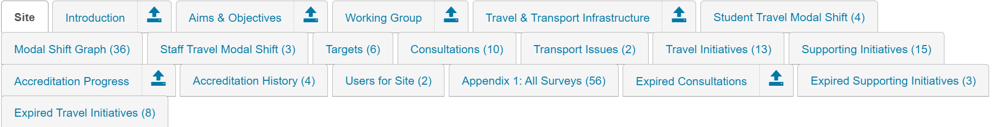 Site Introduction Aims & Objectives Working Group Travel & Transport Infrastructure Student Travel Modal Shift (4)
Modal Shift Graph (36) Staff Travel Modal Shift (3) Targets (6) Consultations (10) Transport Issues (2) Travel Initiatives (13) Supporting Initiatives (15)
Accreditation Progress Accreditation History (4) Users for Site (2) Appendix 1: All Surveys (56) Expired Consultations Expired Supporting Initiatives (3)
Expired Travel Initiatives (8)